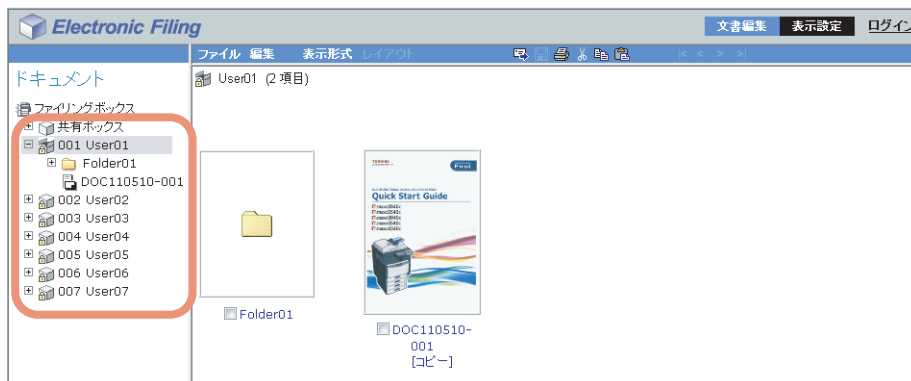 Electronic Filing
文書編集 表示設定 ログイン
ファイル 編集 表示形式 レイアウト |< < > >|
ドキュメント
User01 (2 項目)
ファイリングボックス
共有ボックス
001 User01
Folder01
DOC110510-001
002 User02
003 User03
004 User04
005 User05
006 User06
007 User07
TOSHIBA
Quick Start Guide
Folder01
DOC110510-
001
[コピー]